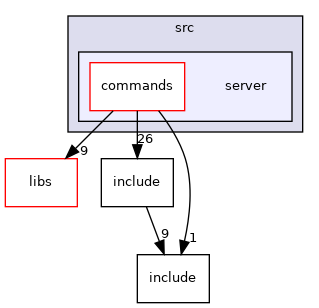 src
commands
server
9
26
libs
include
9
1
include